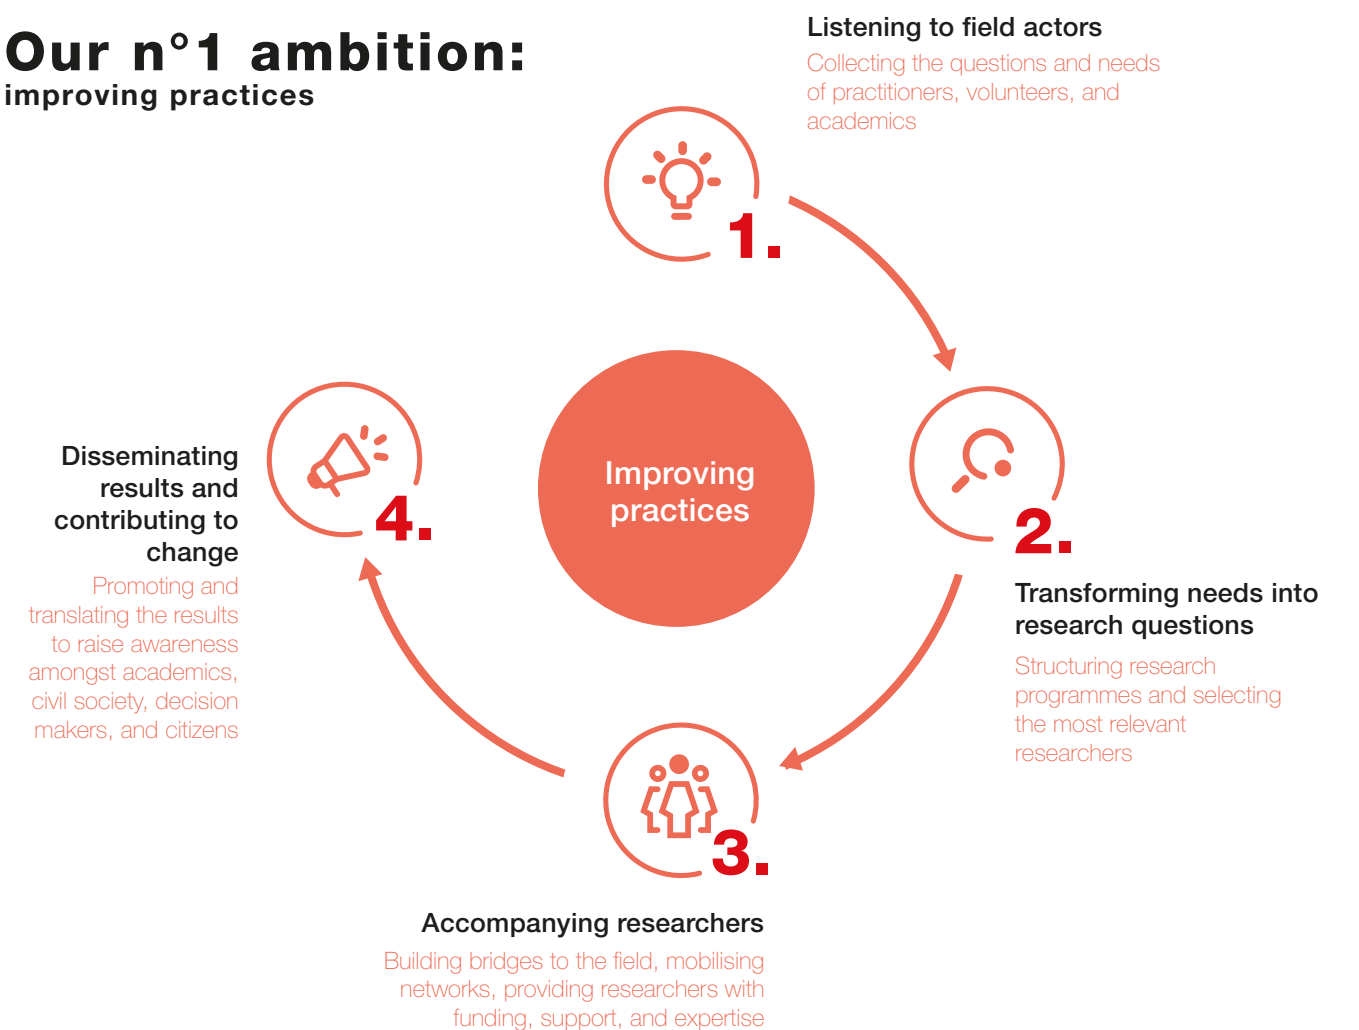 Our n°1 ambition:
improving practices
Listening to field actors
Collecting the questions and needs
of practitioners, volunteers, and
academics
1.
2.
Transforming needs into
research questions
Structuring research
programmes and selecting
the most relevant
researchers
3.
Accompanying researchers
Building bridges to the field, mobilising
networks, providing researchers with
funding, support, and expertise
4.
Disseminating
results and
contributing to
change
Promoting and
translating the results
to raise awareness
amongst academics,
civil society, decision
makers, and citizens
Improving
practices